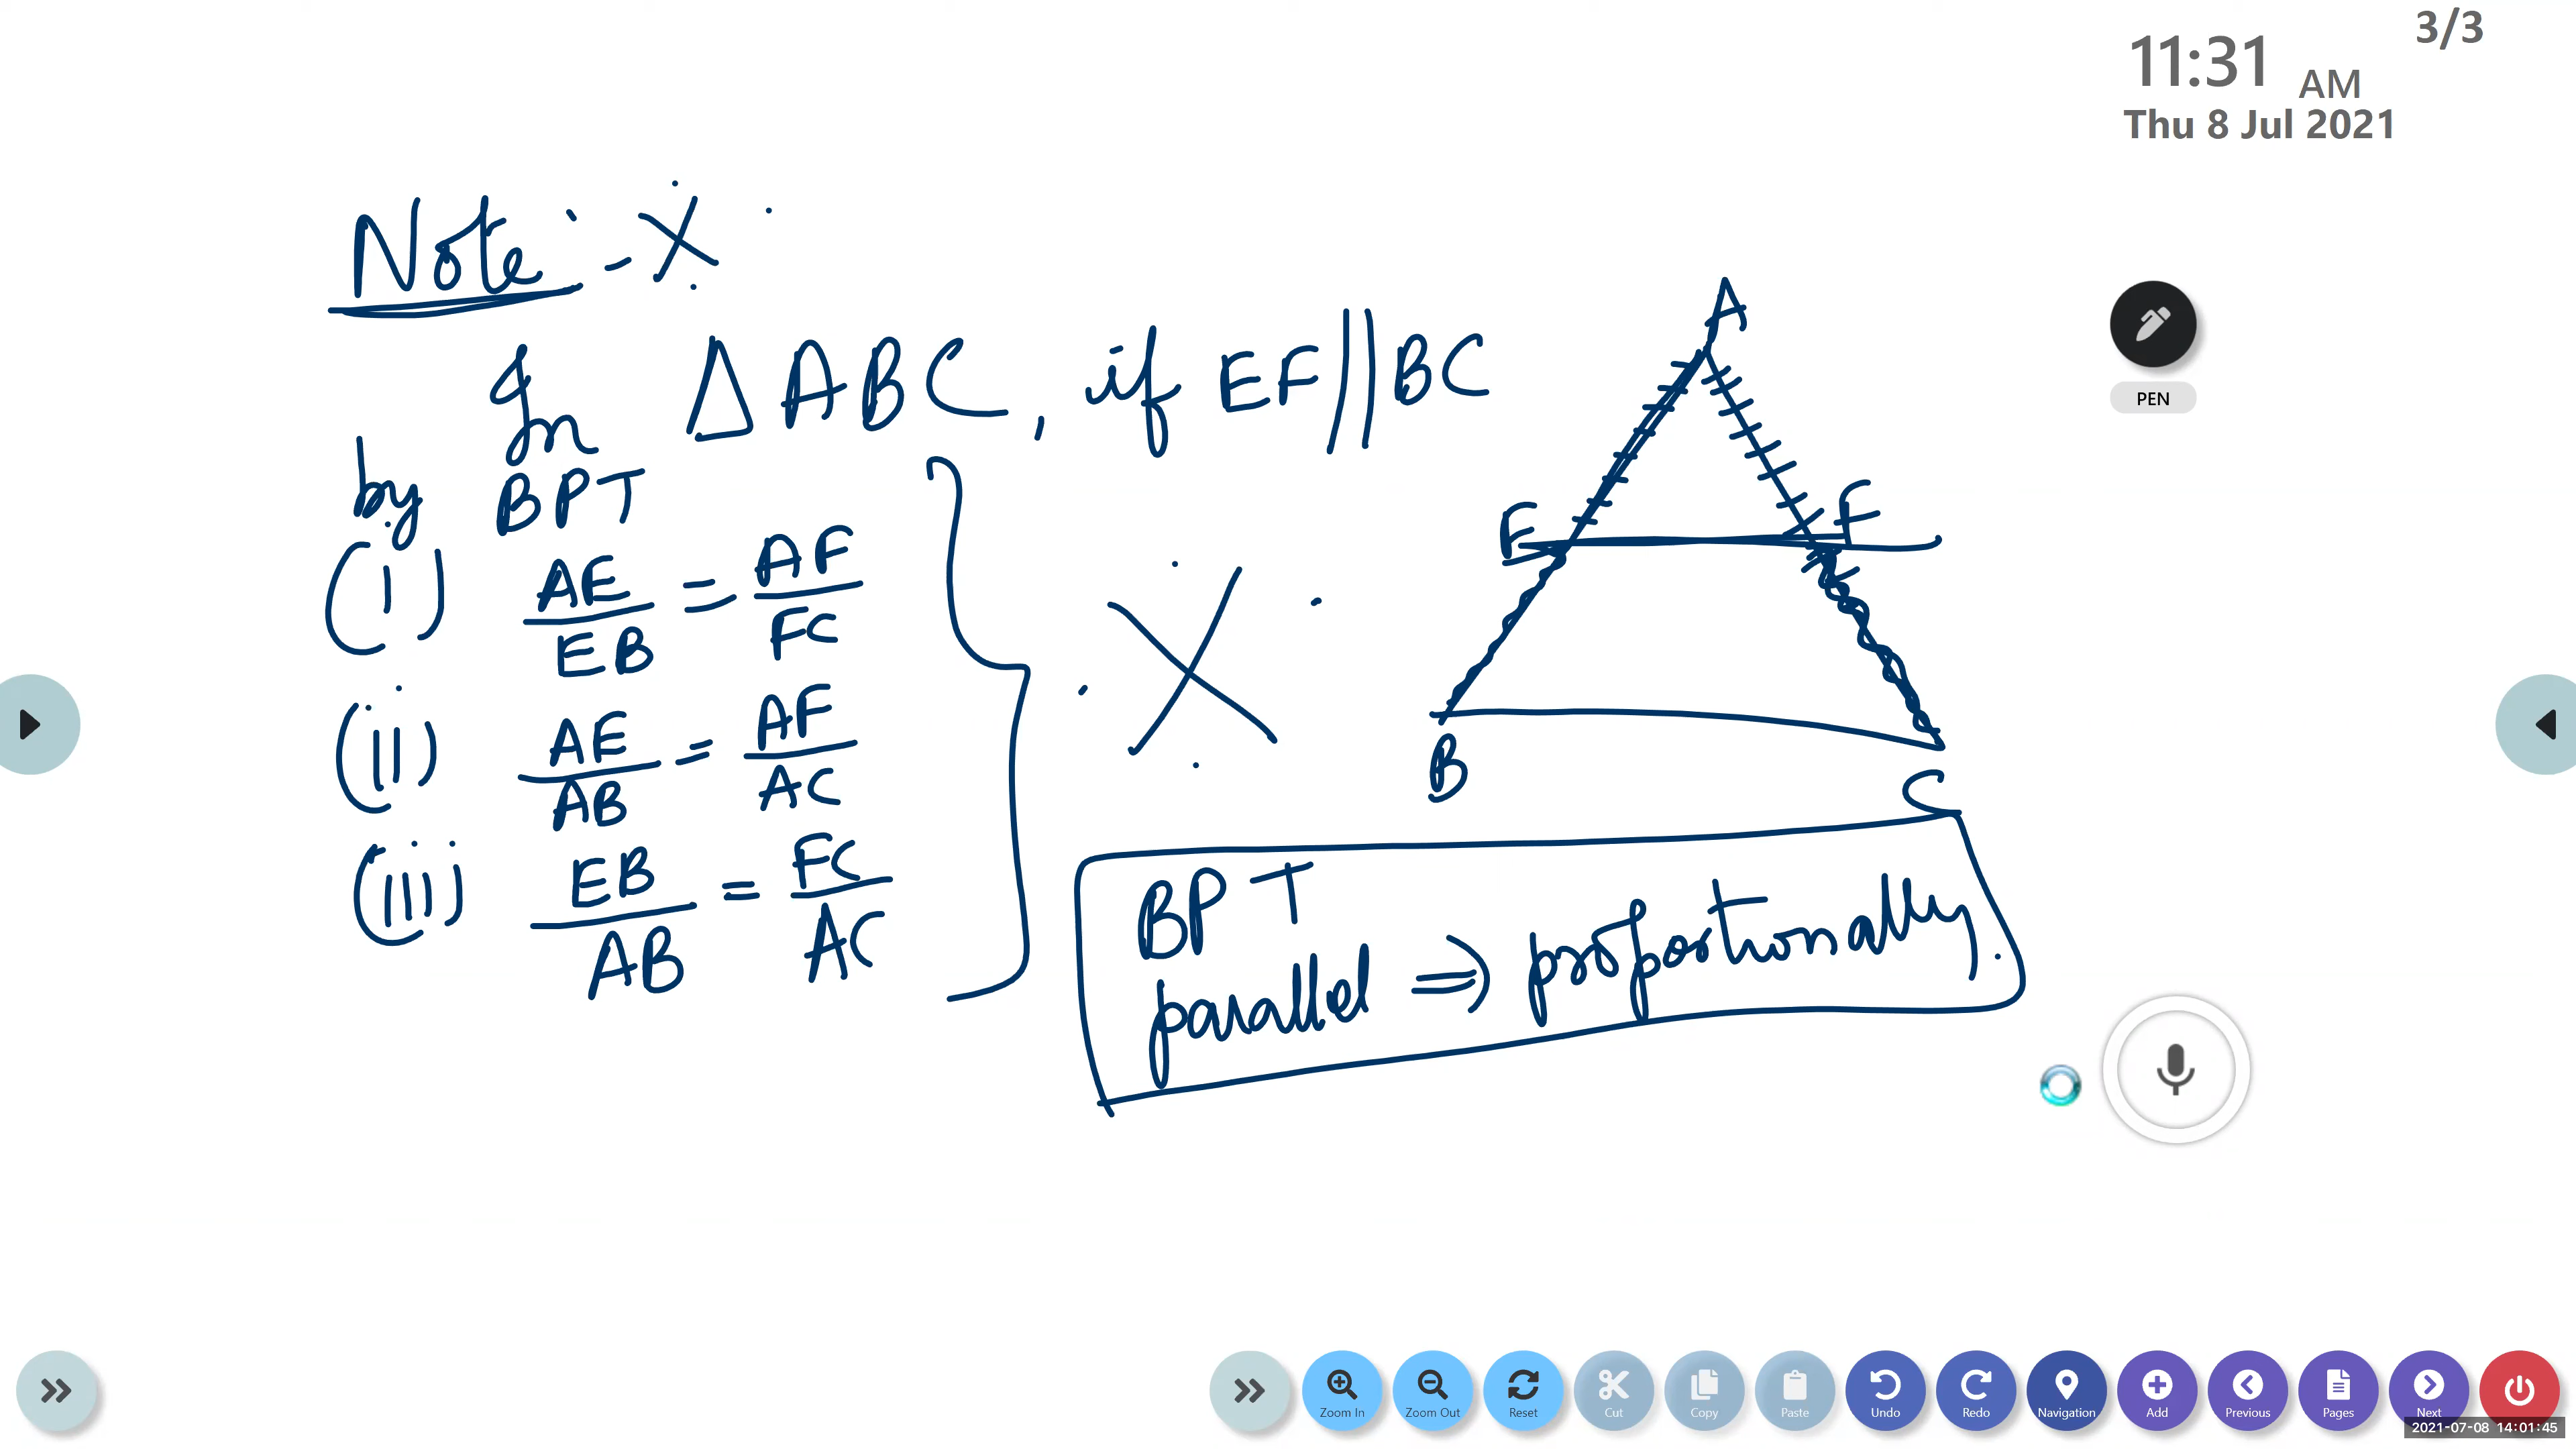 3/3
11:31 AM
Thu 8 Jul 2021
Note :-
In △ABC, if EF||BC
by BPT
(i) AE/EB = AF/FC
(ii) AE/AB = AF/AC
(iii) EB/AB = FC/AC
A
E F
B C
BPT
parallel ⇒ proportionally.
PEN
Zoom In Zoom Out Reset Cut Copy Paste Undo Redo Navigation Add Previous Pages Next
2021-07-08 14:01:45